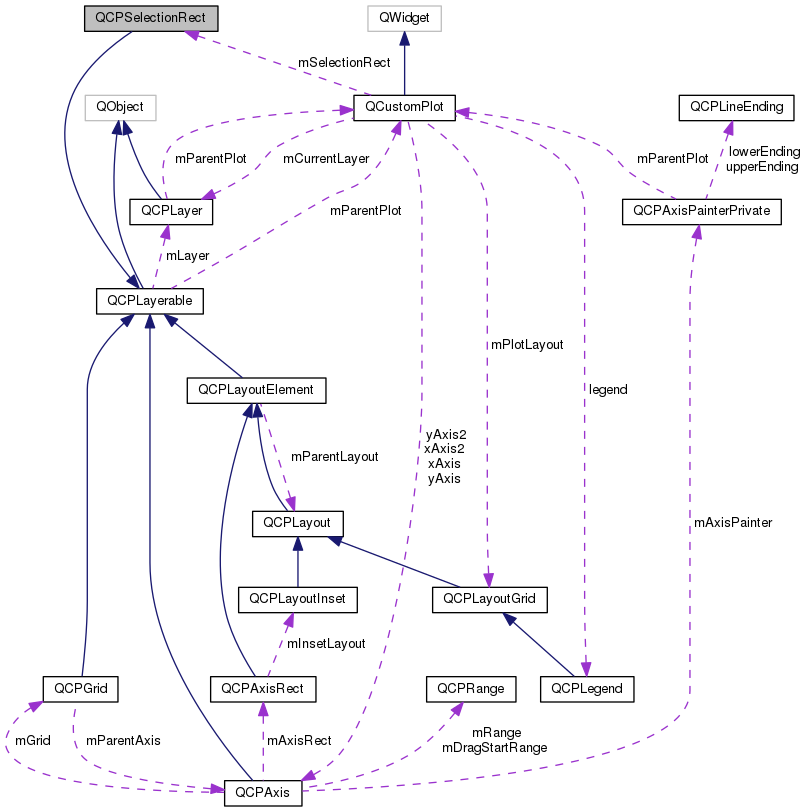 QCPSelectionRect
QWidget
mSelectionRect
QObject
QCustomPlot
QCPLineEnding
mParentPlot
mCurrentLayer
mParentPlot
lowerEnding
upperEnding
QCPLayer
mParentPlot
QCPAxisPainterPrivate
mLayer
QCPLayerable
mPlotLayout
QCPLayoutElement
legend
yAxis2
xAxis2
xAxis
yAxis
mParentLayout
QCPLayout
mAxisPainter
QCPLayoutInset
QCPLayoutGrid
mInsetLayout
QCPGrid
QCPAxisRect
QCPRange
QCPLegend
mGrid
mParentAxis
mAxisRect
mRange
mDragStartRange
QCPAxis